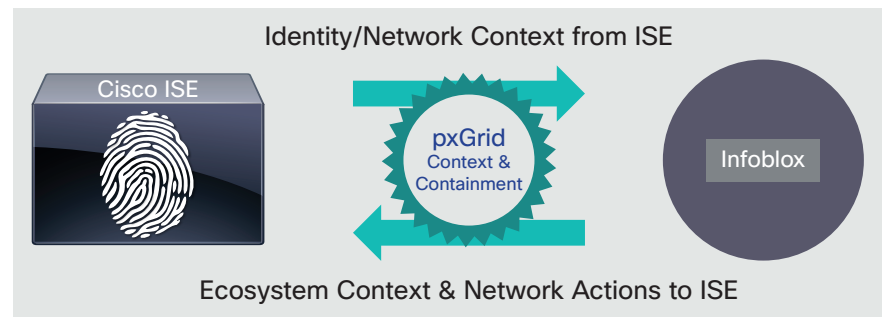 Identity/Network Context from ISE
Cisco ISE
pxGrid
Context &
Containment
Infoblox
Ecosystem Context & Network Actions to ISE